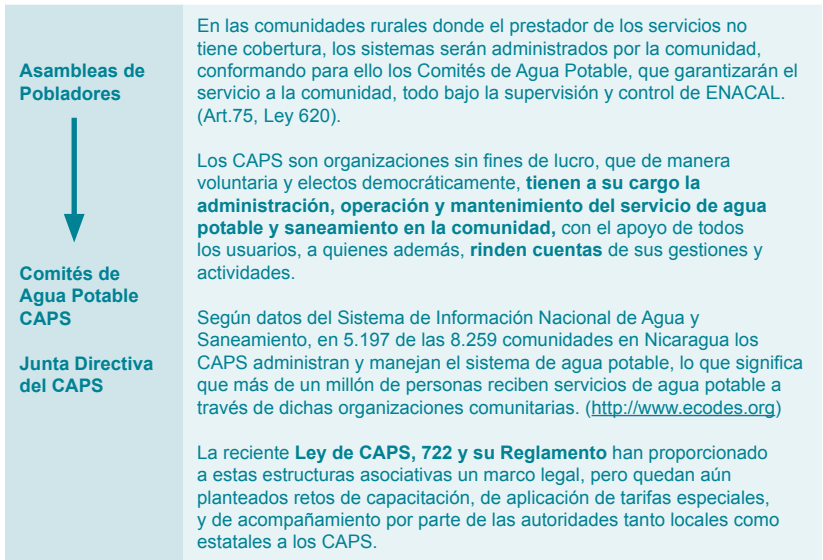 Asambleas de
Pobladores
Comités de
Agua Potable
CAPS
Junta Directiva
del CAPS
En las comunidades rurales donde el prestador de los servicios no
tiene cobertura, los sistemas serán administrados por la comunidad,
conformando para ello los Comités de Agua Potable, que garantizarán el
servicio a la comunidad, todo bajo la supervisión y control de ENACAL.
(Art.75, Ley 620).
Los CAPS son organizaciones sin fines de lucro, que de manera
voluntaria y electos democráticamente, tienen a su cargo la
administración, operación y mantenimiento del servicio de agua
potable y saneamiento en la comunidad, con el apoyo de todos
los usuarios, a quienes además, rinden cuentas de sus gestiones y
actividades.
Según datos del Sistema de Información Nacional de Agua y
Saneamiento, en 5.197 de las 8.259 comunidades en Nicaragua los
CAPS administran y manejan el sistema de agua potable, lo que significa
que más de un millón de personas reciben servicios de agua potable a
través de dichas organizaciones comunitarias. (http://www.ecodes.org)
La reciente Ley de CAPS, 722 y su Reglamento han proporcionado
a estas estructuras asociativas un marco legal, pero quedan aún
planteados retos de capacitación, de aplicación de tarifas especiales,
y de acompañamiento por parte de las autoridades tanto locales como
estatales a los CAPS.